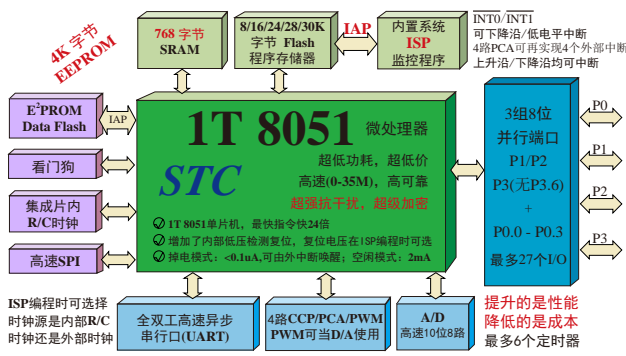 4K 字节
EEPROM
768 字节
SRAM
8/16/24/28/30K
字节 Flash
程序存储器
IAP
内置系统
ISP
监控程序
INT0/INT1
可下降沿/低电平中断
4路PCA可再实现4个外部中断
上升沿/下降沿均可中断
E²PROM
Data Flash
IAP
看门狗
集成片内
R/C时钟
高速SPI
1T 8051 微处理器
STC
超低功耗，超低价
高速(0-35M)，高可靠
超强抗干扰，超级加密
1T 8051单片机，最快指令快24倍
增加了内部低压检测复位，复位电压在ISP编程时可选
掉电模式：<0.1uA,可由外中断唤醒；空闲模式：2mA
3组8位
并行端口
P1/P2
P3(无P3.6)
+
P0.0 - P0.3
最多27个I/O
P0
P1
P2
P3
ISP编程时可选择
时钟源是内部R/C
时钟还是外部时钟
全双工高速异步
串行口(UART)
4路CCP/PCA/PWM
PWM可当D/A使用
A/D
高速10位8路
提升的是性能
降低的是成本
最多6个定时器